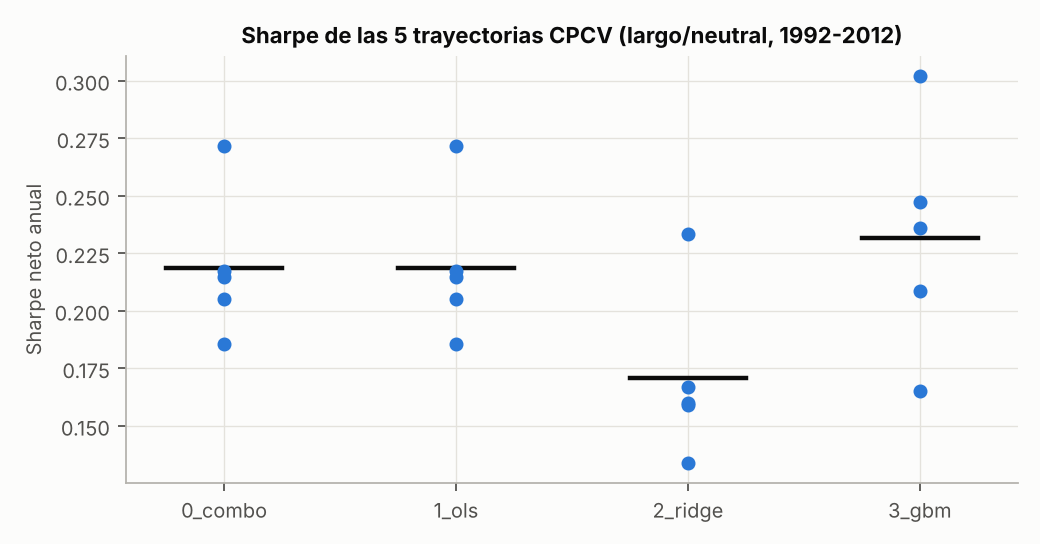 Sharpe de las 5 trayectorias CPCV (largo/neutral, 1992-2012)
Sharpe neto anual
0.300
0.275
0.250
0.225
0.200
0.175
0.150
0_combo
1_ols
2_ridge
3_gbm